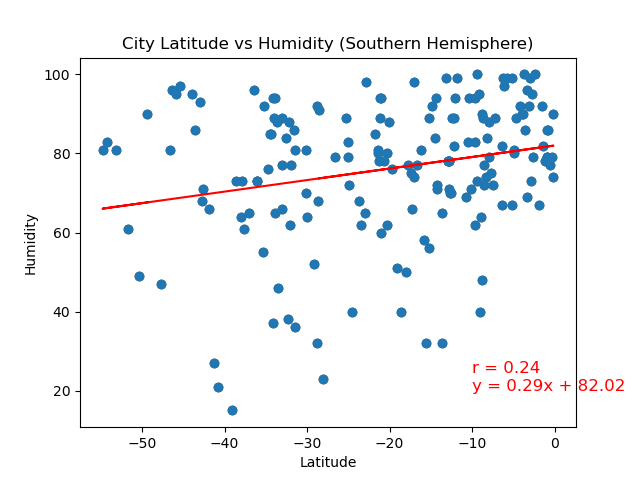 City Latitude vs Humidity (Southern Hemisphere)
100
80
60
40
20
Humidity
r = 0.24
y = 0.29x + 82.02
−50
−40
−30
−20
−10
0
Latitude